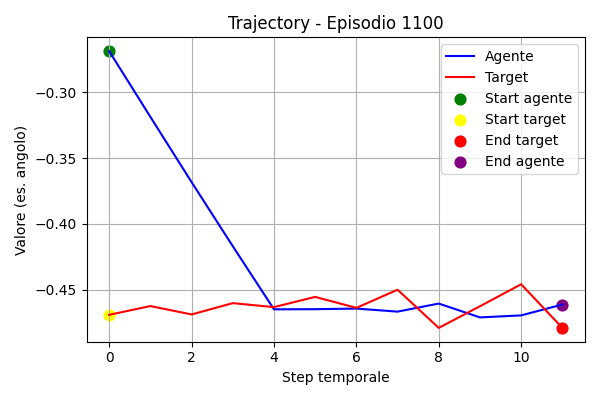 Trajectory - Episodio 1100
Agente
Target
Start agente
Start target
End target
End agente
Valore (es. angolo)
−0.30
−0.35
−0.40
−0.45
0 2 4 6 8 10
Step temporale